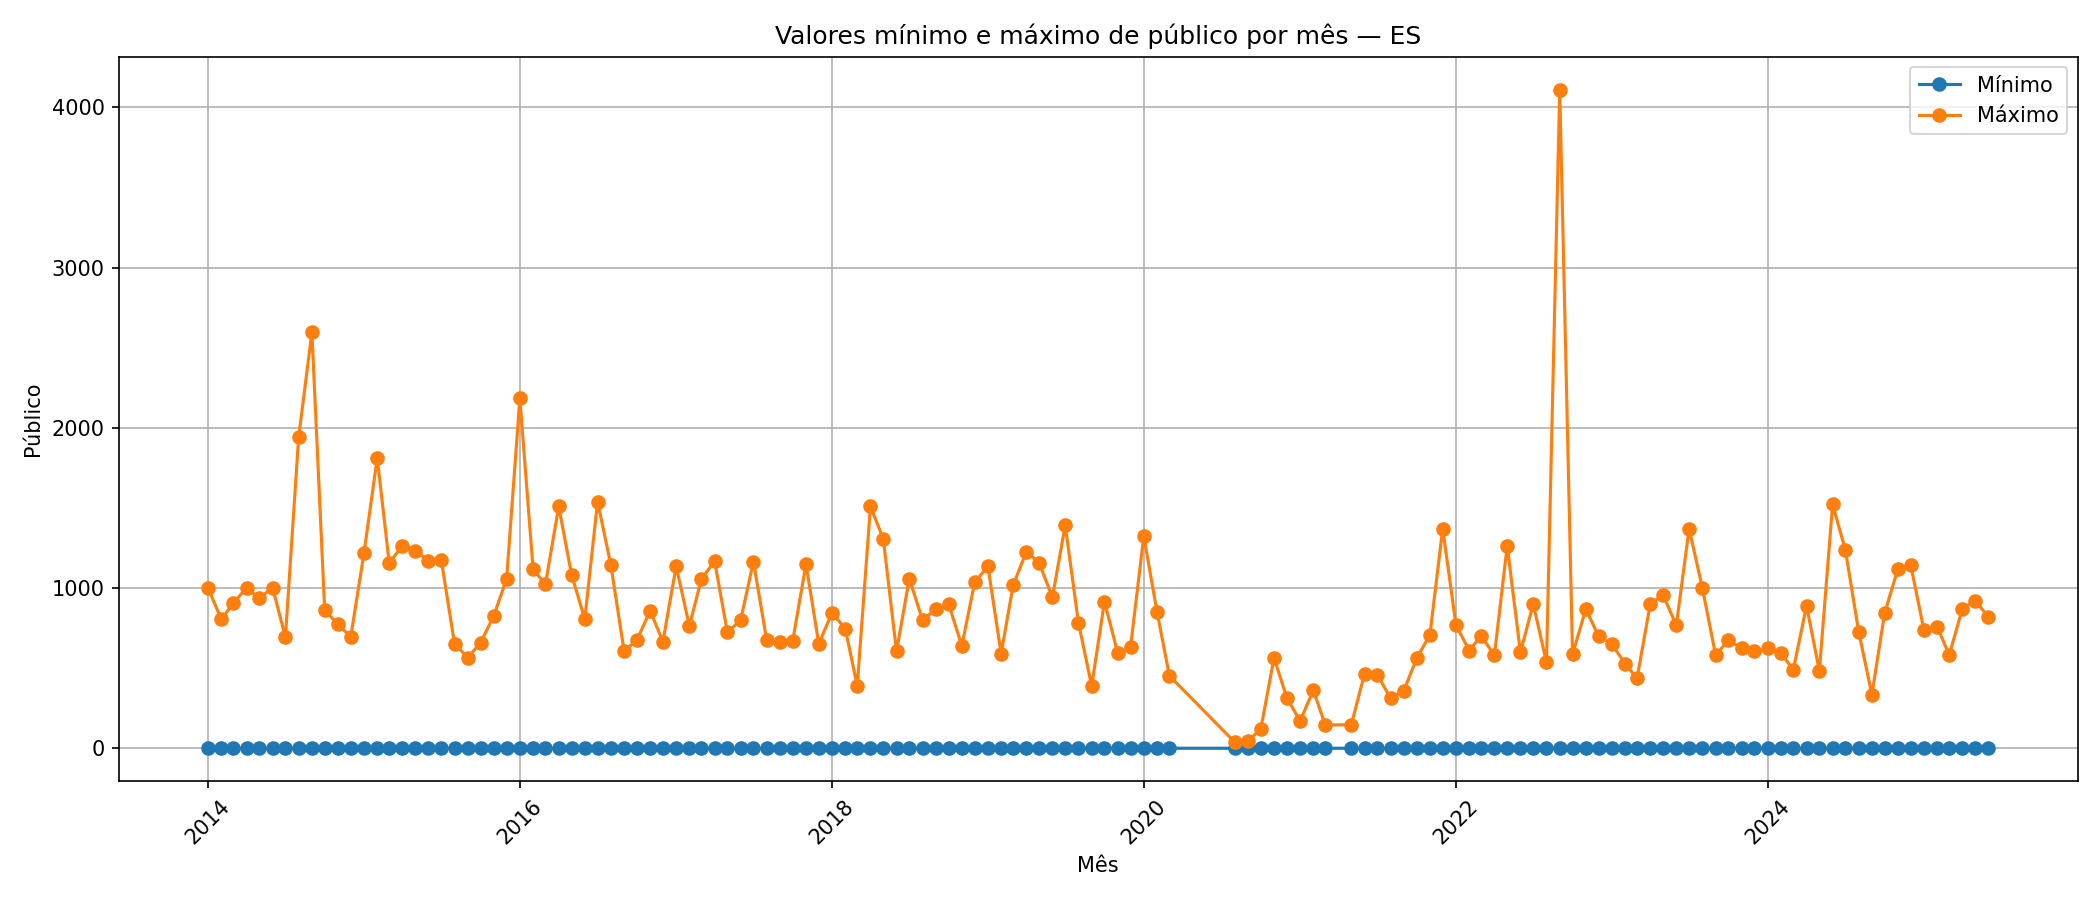 Valores mínimo e máximo de público por mês — ES
Mínimo
Máximo
Público
4000
3000
2000
1000
0
2014
2016
2018
2020
2022
2024
Mês